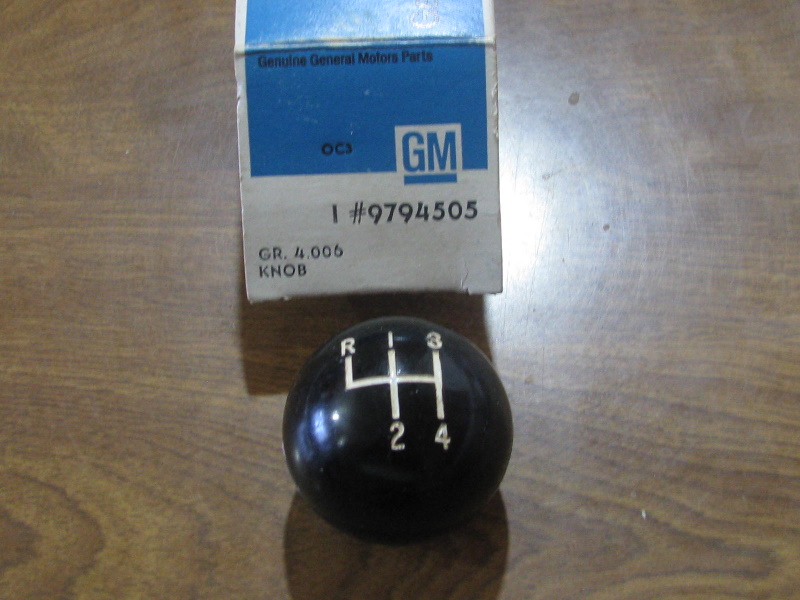 Genuine General Motors Parts
OC3
GM
1 #9794505
GR. 4.006
KNOB
R 1 3
2 4